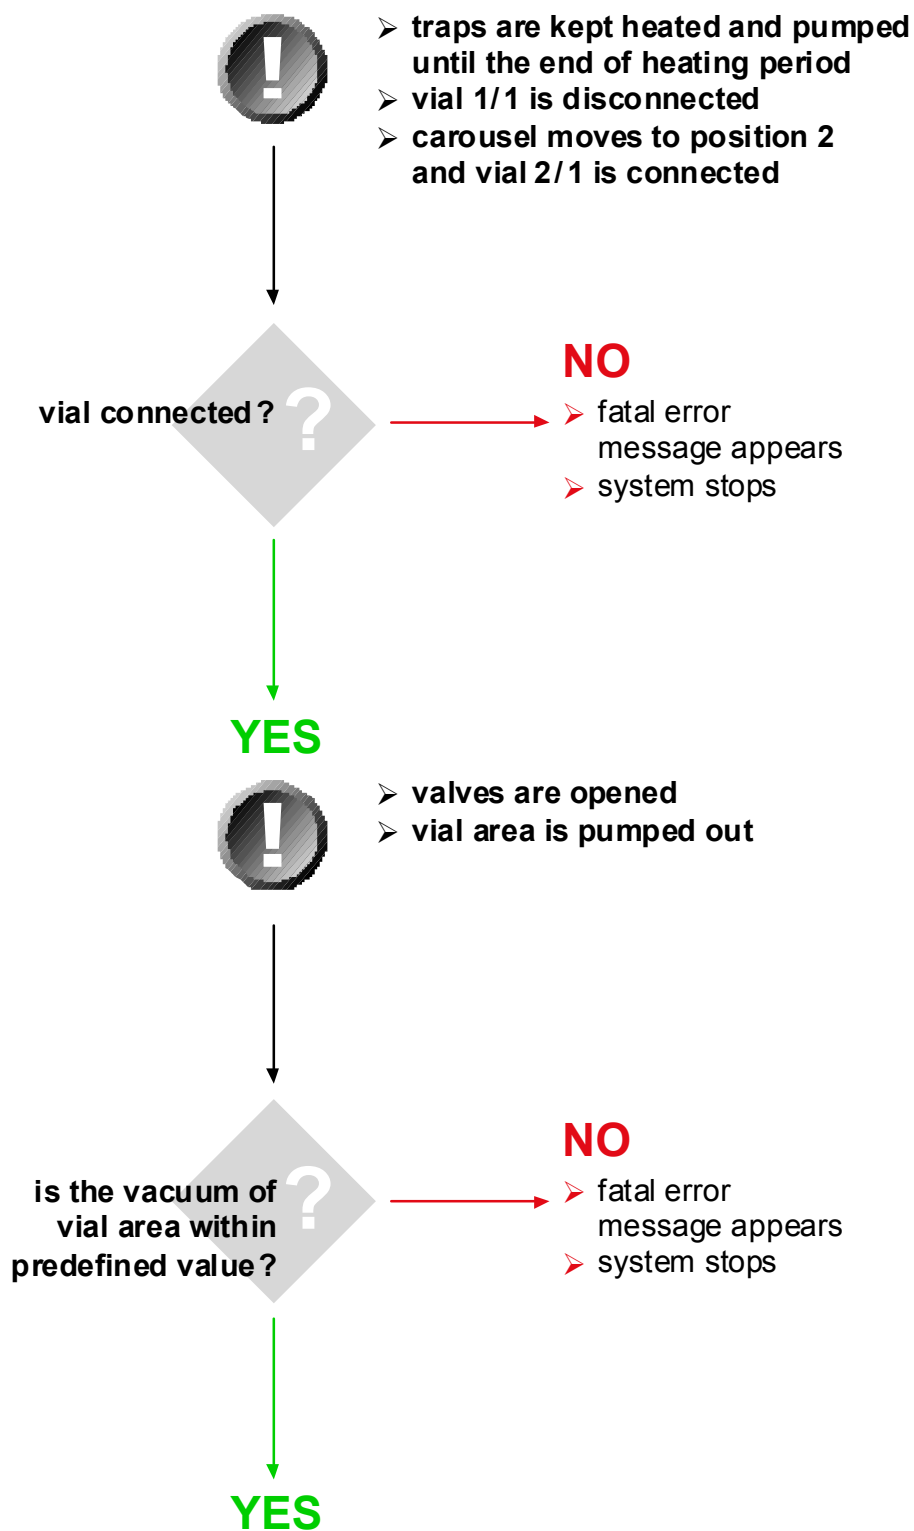 ! ➢ traps are kept heated and pumped
until the end of heating period
➢ vial 1/1 is disconnected
➢ carousel moves to position 2
and vial 2/1 is connected
vial connected? ?
NO
➢ fatal error
message appears
➢ system stops
YES
! ➢ valves are opened
➢ vial area is pumped out
is the vacuum of
vial area within
predefined value? ?
NO
➢ fatal error
message appears
➢ system stops
YES